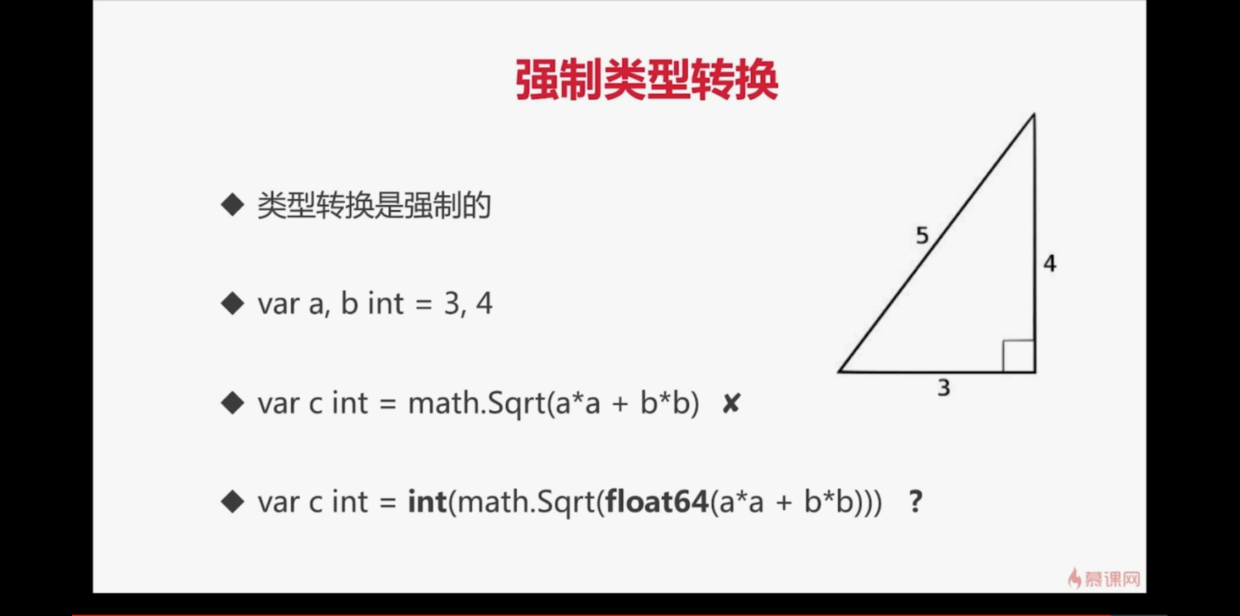 强制类型转换
◆ 类型转换是强制的
◆ var a, b int = 3, 4
◆ var c int = math.Sqrt(a*a + b*b) ✘
◆ var c int = int(math.Sqrt(float64(a*a + b*b))) ?
5
4
3
慕课网